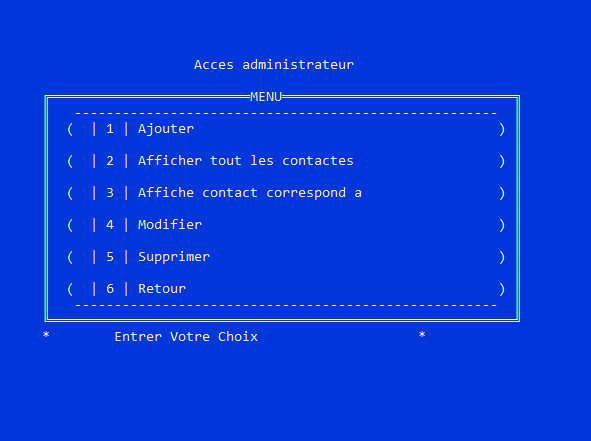 Acces administrateur
MENU
( | 1 | Ajouter )
( | 2 | Afficher tout les contactes )
( | 3 | Affiche contact correspond a )
( | 4 | Modifier )
( | 5 | Supprimer )
( | 6 | Retour )
* Entrer Votre Choix *